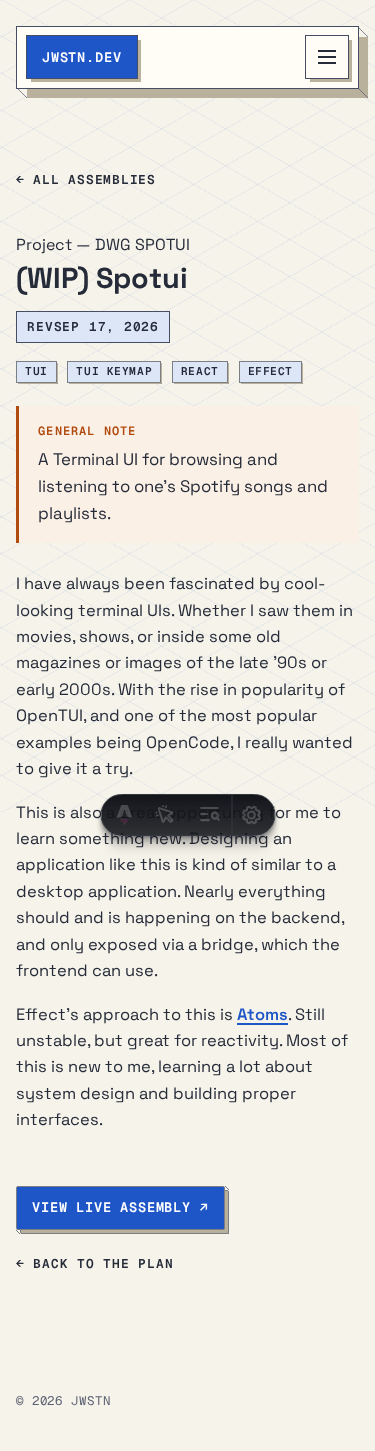 JWSTN.DEV
← ALL ASSEMBLIES
Project — DWG SPOTUI
(WIP) Spotui
REVSEP 17, 2026
TUI TUI KEYMAP REACT EFFECT
GENERAL NOTE
A Terminal UI for browsing and
listening to one's Spotify songs and
playlists.
I have always been fascinated by cool-
looking terminal UIs. Whether I saw them in
movies, shows, or inside some old
magazines or images of the late '90s or
early 2000s. With the rise in popularity of
OpenTUI, and one of the most popular
examples being OpenCode, I really wanted
to give it a try.
This is also a great for me to
learn something new. Designing an
application like this is kind of similar to a
desktop application. Nearly everything
should and is happening on the backend,
and only exposed via a bridge, which the
frontend can use.
Effect's approach to this is Atoms. Still
unstable, but great for reactivity. Most of
this is new to me, learning a lot about
system design and building proper
interfaces.
VIEW LIVE ASSEMBLY ↗
← BACK TO THE PLAN
© 2026 JWSTN